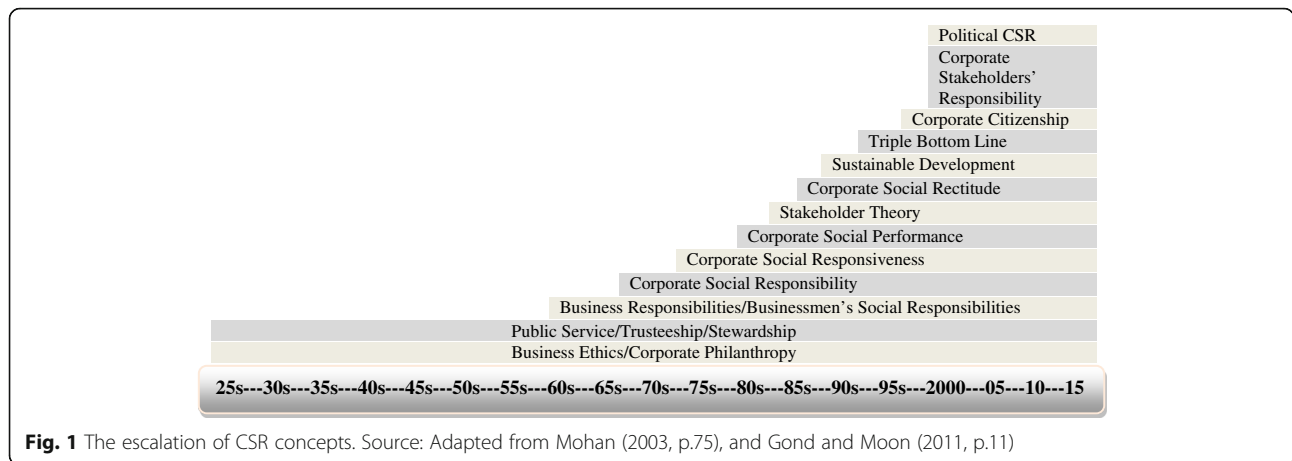 Political CSR
Corporate
Stakeholders’
Responsibility
Corporate Citizenship
Triple Bottom Line
Sustainable Development
Corporate Social Rectitude
Stakeholder Theory
Corporate Social Performance
Corporate Social Responsiveness
Corporate Social Responsibility
Business Responsibilities/Businessmen’s Social Responsibilities
Public Service/Trusteeship/Stewardship
Business Ethics/Corporate Philanthropy
25s---30s---35s---40s---45s---50s---55s---60s---65s---70s---75s---80s---85s---90s---95s---2000---05---10---15
Fig. 1 The escalation of CSR concepts. Source: Adapted from Mohan (2003, p.75), and Gond and Moon (2011, p.11)